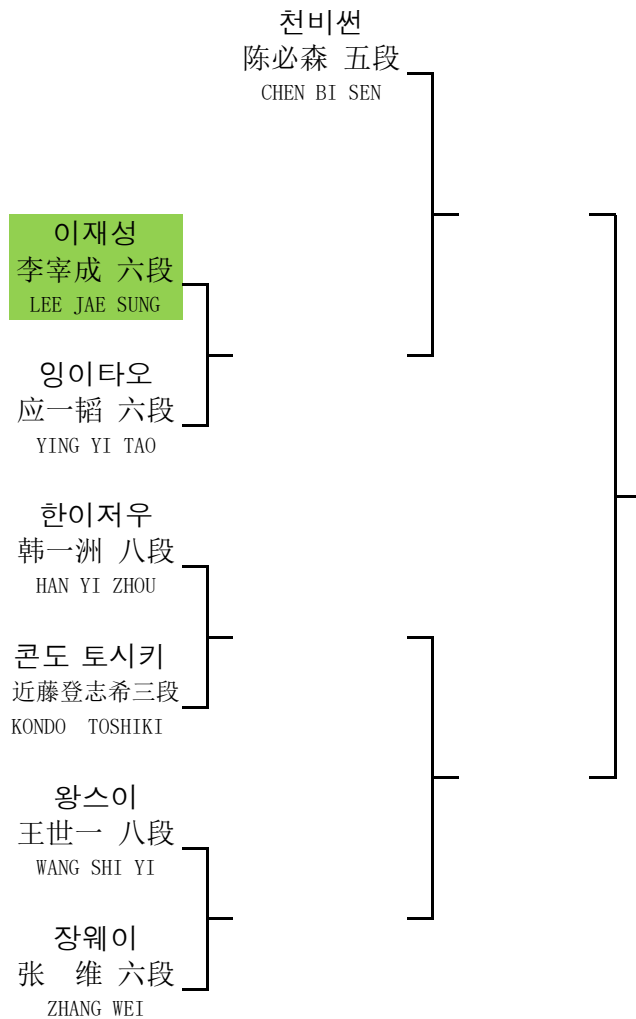 천비썬
陈必森 五段
CHEN BI SEN
이재성
李宰成 六段
LEE JAE SUNG
잉이타오
应一韬 六段
YING YI TAO
한이저우
韩一洲 八段
HAN YI ZHOU
콘도 토시키
近藤登志希三段
KONDO TOSHIKI
왕스이
王世一 八段
WANG SHI YI
장웨이
张 维 六段
ZHANG WEI